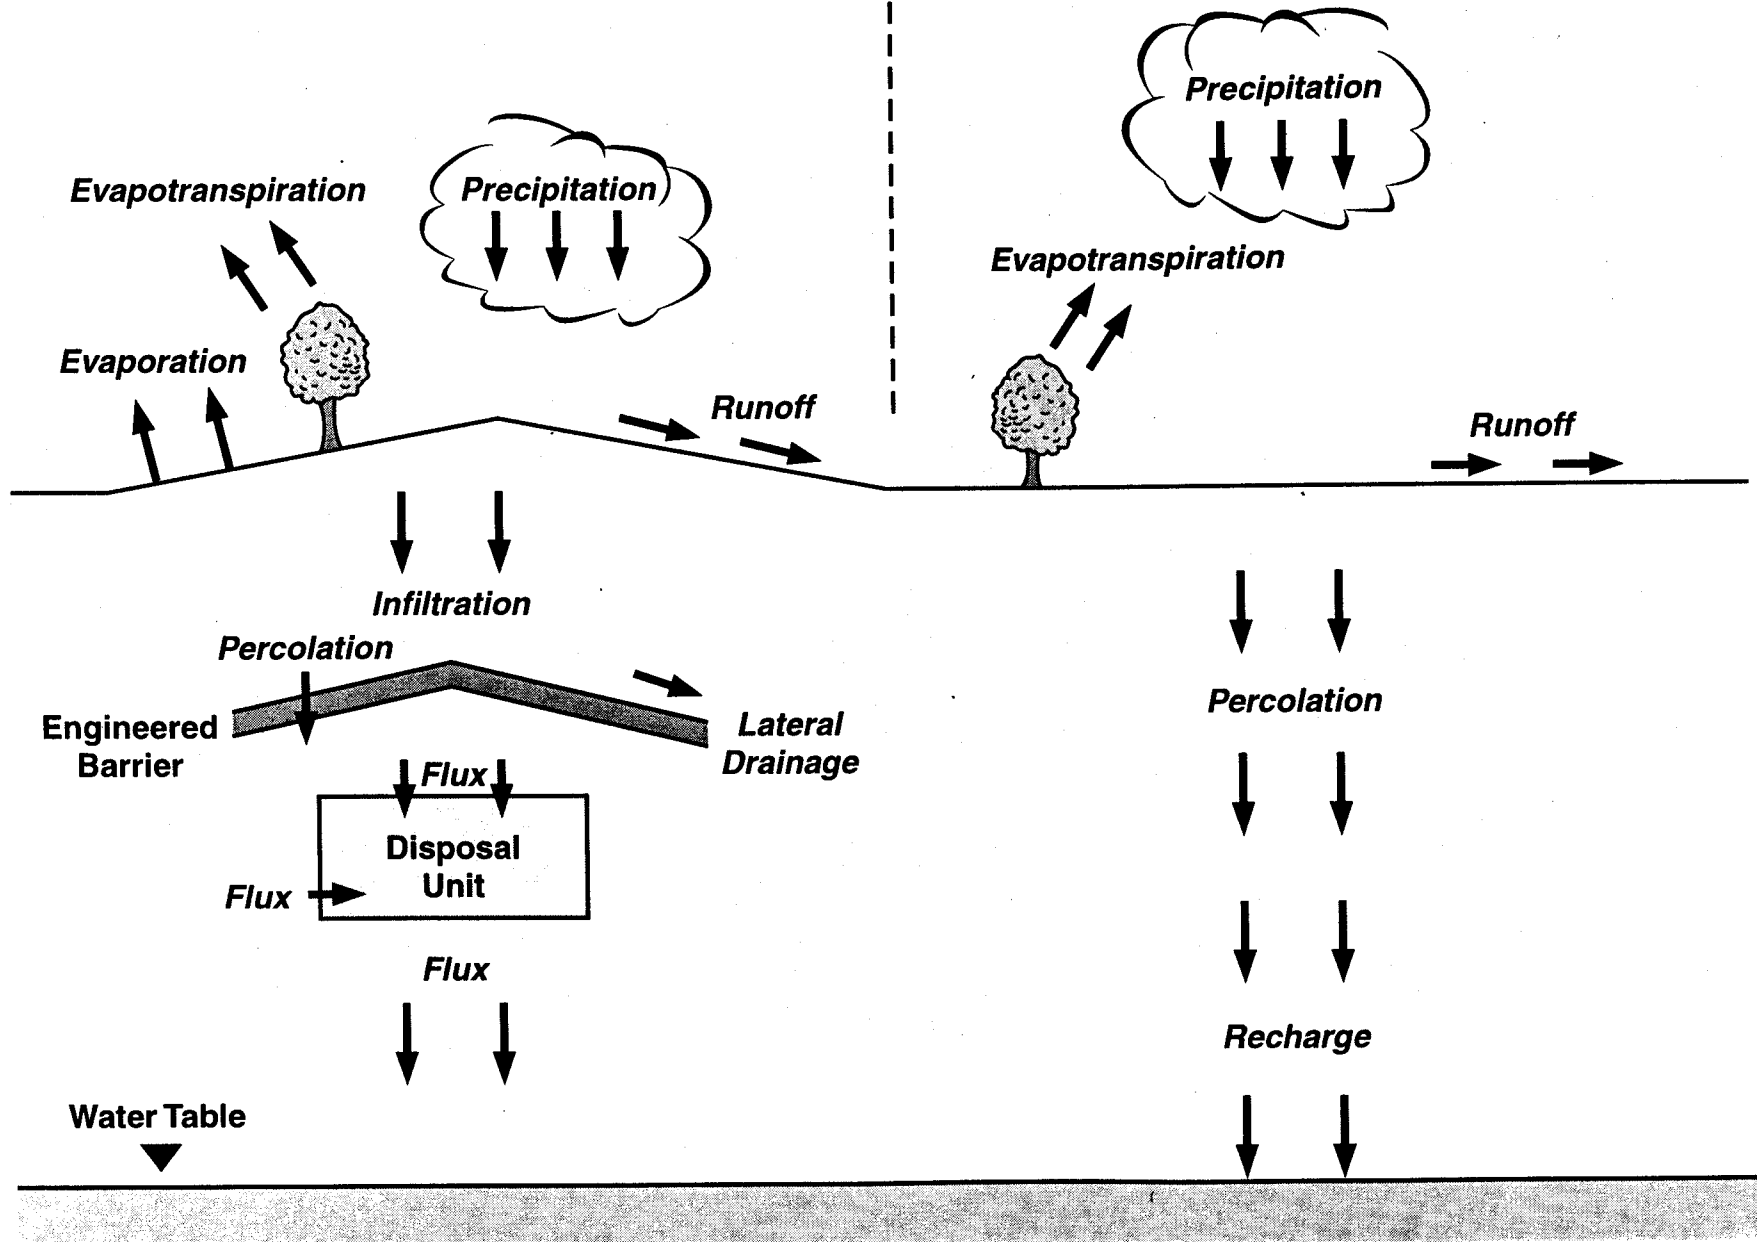 Precipitation
Evapotranspiration
Precipitation
Evapotranspiration
Evaporation
Runoff
Runoff
Infiltration
Percolation
Engineered
Barrier
Lateral
Drainage
Percolation
Flux
Disposal
Unit
Flux
Flux
Recharge
Water Table